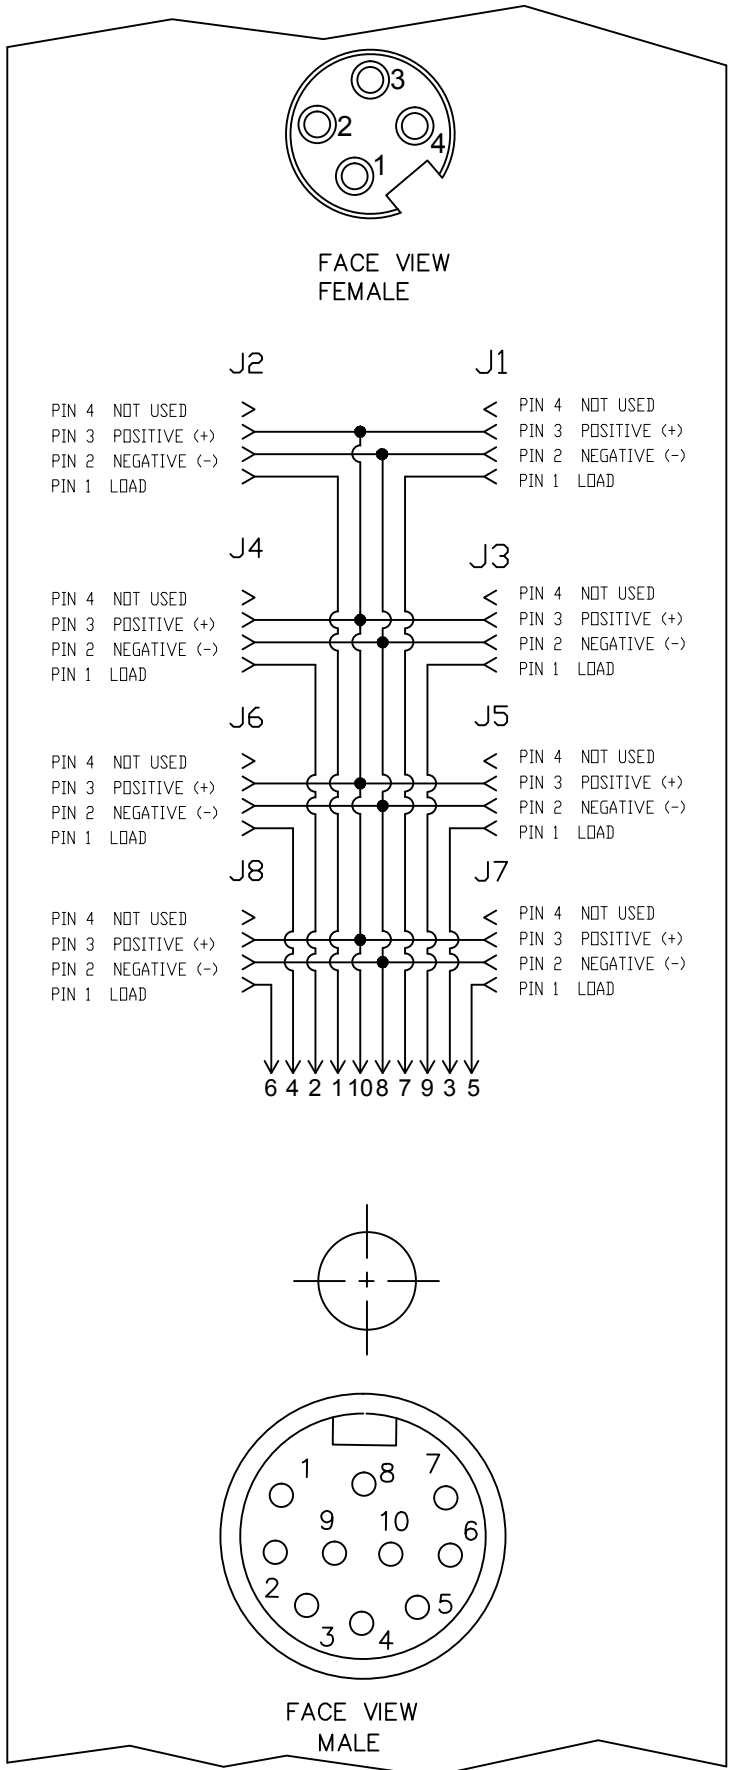 3
2
4
1
FACE VIEW
FEMALE
J2 J1
PIN 4 NOT USED PIN 4 NOT USED
PIN 3 POSITIVE (+) PIN 3 POSITIVE (+)
PIN 2 NEGATIVE (-) PIN 2 NEGATIVE (-)
PIN 1 LOAD PIN 1 LOAD
J4 J3
PIN 4 NOT USED PIN 4 NOT USED
PIN 3 POSITIVE (+) PIN 3 POSITIVE (+)
PIN 2 NEGATIVE (-) PIN 2 NEGATIVE (-)
PIN 1 LOAD PIN 1 LOAD
J6 J5
PIN 4 NOT USED PIN 4 NOT USED
PIN 3 POSITIVE (+) PIN 3 POSITIVE (+)
PIN 2 NEGATIVE (-) PIN 2 NEGATIVE (-)
PIN 1 LOAD PIN 1 LOAD
J8 J7
PIN 4 NOT USED PIN 4 NOT USED
PIN 3 POSITIVE (+) PIN 3 POSITIVE (+)
PIN 2 NEGATIVE (-) PIN 2 NEGATIVE (-)
PIN 1 LOAD PIN 1 LOAD
6 4 2 1 10 8 7 9 3 5
1 8 7
9 10 6
2 3 4 5
FACE VIEW
MALE